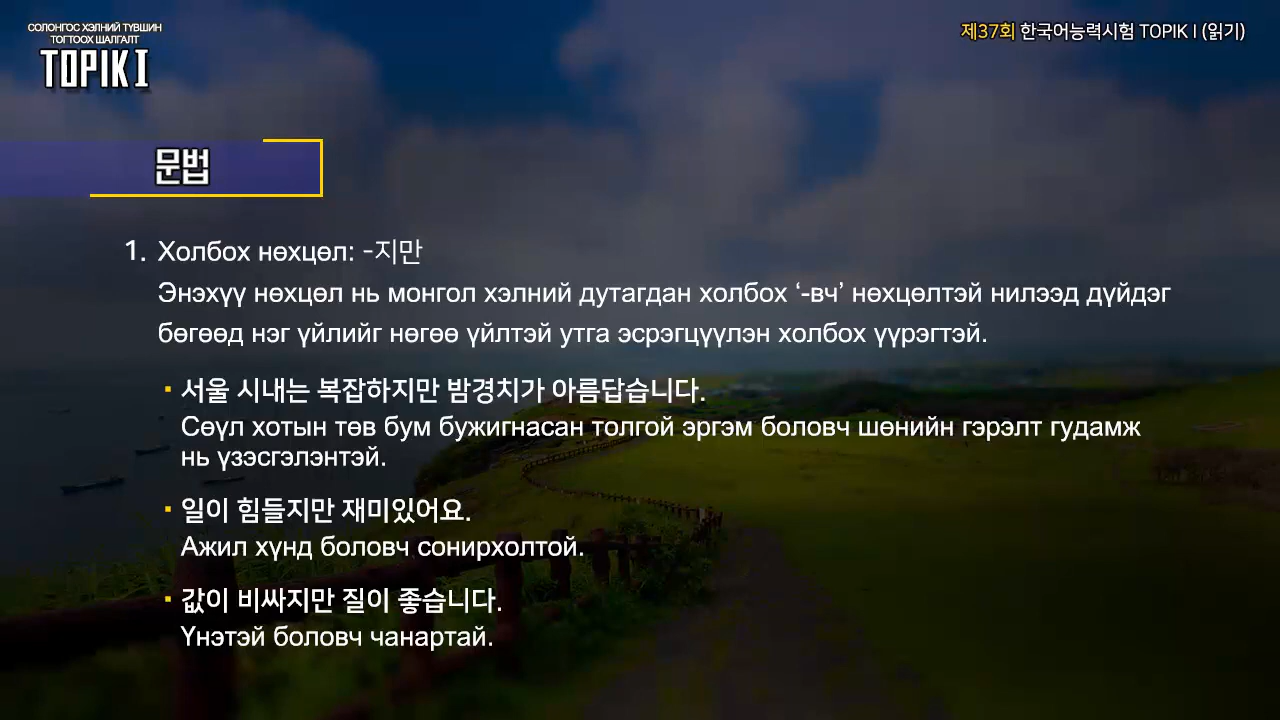 СОЛОНГОС ХЭЛНИЙ ТҮВШИН
ТОГТООХ ШАЛГАЛТ
TOPIK I
제37회 한국어능력시험 TOPIK I (읽기)
문법
1. Холбох нөхцөл: -지만
Энэхүү нөхцөл нь монгол хэлний дутагдан холбох ‘-вч’ нөхцөлтэй нилээд дүйдэг
бөгөөд нэг үйлийг нөгөө үйлтэй утга эсрэгцүүлэн холбох үүрэгтэй.
· 서울 시내는 복잡하지만 밤경치가 아름답습니다.
Сөүл хотын төв бум бужигнасан толгой эргэм боловч шөнийн гэрэлт гудамж
нь үзэсгэлэнтэй.
· 일이 힘들지만 재미있어요.
Ажил хүнд боловч сонирхолтой.
· 값이 비싸지만 질이 좋습니다.
Үнэтэй боловч чанартай.